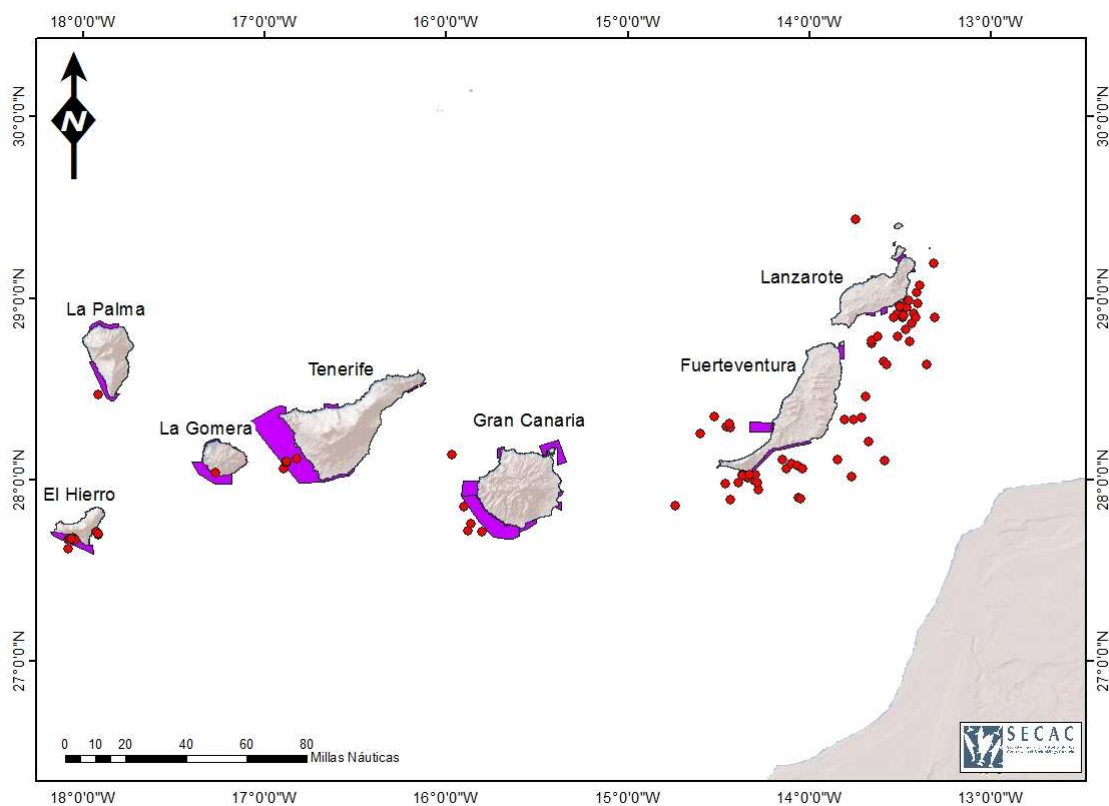 18°0'0"W 17°0'0"W 16°0'0"W 15°0'0"W 14°0'0"W 13°0'0"W
30°0'0"N
30°0'0"N
N
Lanzarote
29°0'0"N
29°0'0"N
La Palma
Fuerteventura
Tenerife
Gran Canaria
La Gomera
28°0'0"N
28°0'0"N
El Hierro
27°0'0"N
27°0'0"N
SECAC
0 10 20 40 60 80
Millas Náuticas
18°0'0"W 17°0'0"W 16°0'0"W 15°0'0"W 14°0'0"W 13°0'0"W